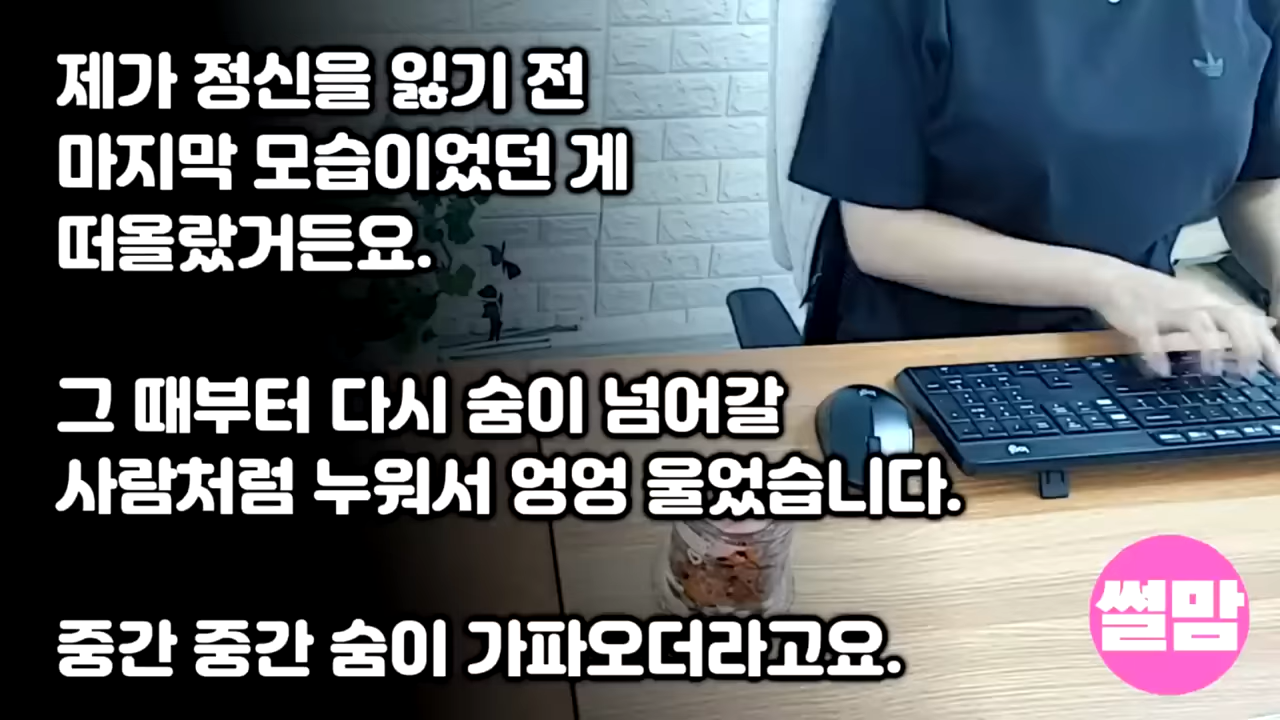 제가 정신을 잃기 전
마지막 모습이었던 게
떠올랐거든요.
그 때부터 다시 숨이 넘어갈
사람처럼 누워서 엉엉 울었습니다.
중간 중간 숨이 가파오더라고요.
썰맘